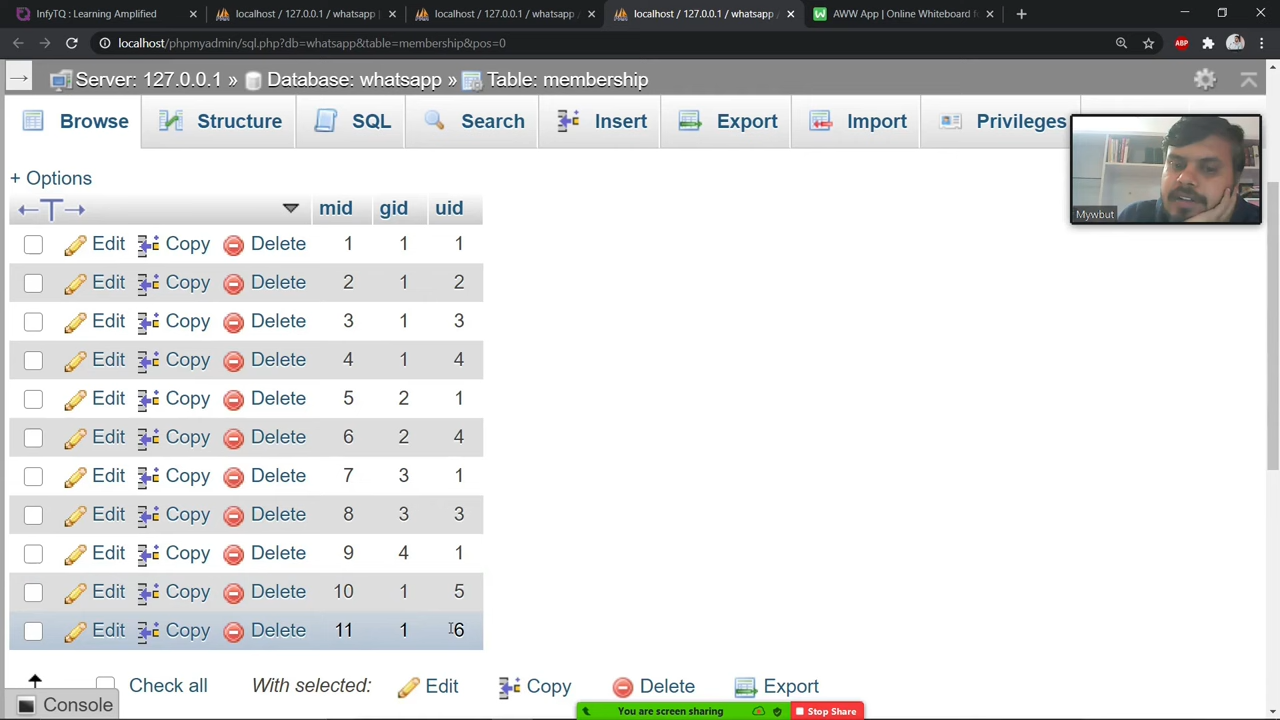 InfyTQ : Learning Amplified
localhost / 127.0.0.1 / whatsapp
localhost / 127.0.0.1 / whatsapp
localhost / 127.0.0.1 / whatsapp
AWW App | Online Whiteboard f
localhost/phpmyadmin/sql.php?db=whatsapp&table=membership&pos=0
ABP
Server: 127.0.0.1 » Database: whatsapp » Table: membership
Browse Structure SQL Search Insert Export Import Privileges
Mywbut
+ Options
←T→ mid gid uid
Edit Copy Delete 1 1 1
Edit Copy Delete 2 1 2
Edit Copy Delete 3 1 3
Edit Copy Delete 4 1 4
Edit Copy Delete 5 2 1
Edit Copy Delete 6 2 4
Edit Copy Delete 7 3 1
Edit Copy Delete 8 3 3
Edit Copy Delete 9 4 1
Edit Copy Delete 10 1 5
Edit Copy Delete 11 1 6
Check all With selected: Edit Copy Delete Export
Console
You are screen sharing Stop Share